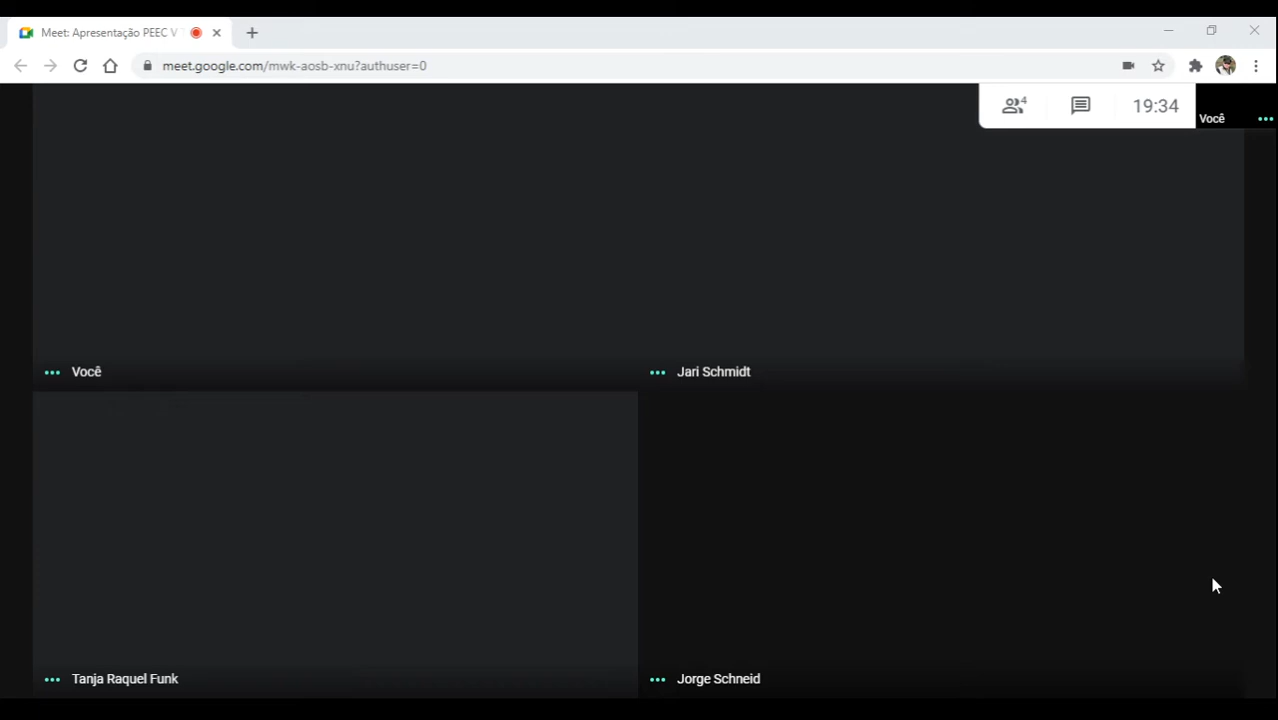 Meet: Apresentação PEEC V
meet.google.com/mwk-aosb-xnu?authuser=0
4
19:34
Você
Você
Jari Schmidt
Tanja Raquel Funk
Jorge Schneid